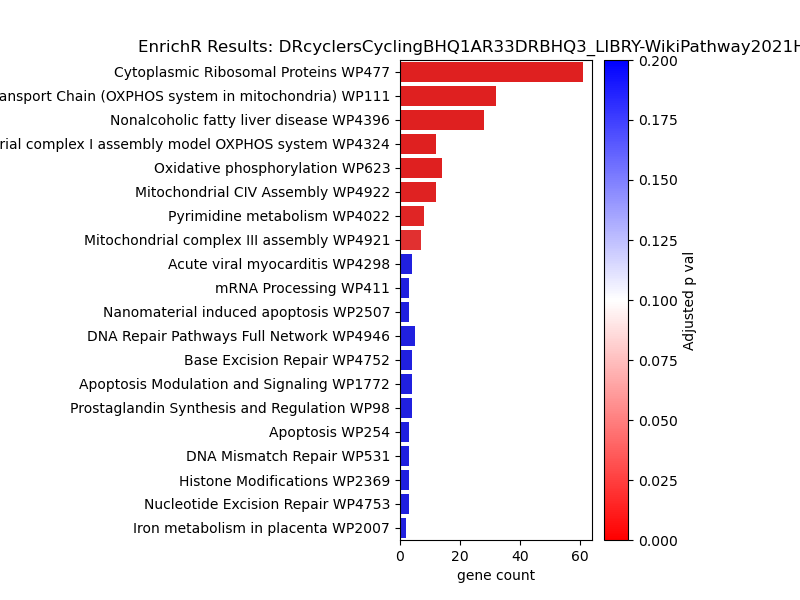 EnrichR Results: DRcyclersCyclingBHQ1AR33DRBHQ3_LIBRY-WikiPathway2021H
Cytoplasmic Ribosomal Proteins WP477
ansport Chain (OXPHOS system in mitochondria) WP111
Nonalcoholic fatty liver disease WP4396
rial complex I assembly model OXPHOS system WP4324
Oxidative phosphorylation WP623
Mitochondrial CIV Assembly WP4922
Pyrimidine metabolism WP4022
Mitochondrial complex III assembly WP4921
Acute viral myocarditis WP4298
mRNA Processing WP411
Nanomaterial induced apoptosis WP2507
DNA Repair Pathways Full Network WP4946
Base Excision Repair WP4752
Apoptosis Modulation and Signaling WP1772
Prostaglandin Synthesis and Regulation WP98
Apoptosis WP254
DNA Mismatch Repair WP531
Histone Modifications WP2369
Nucleotide Excision Repair WP4753
Iron metabolism in placenta WP2007
0 20 40 60
gene count
0.200
0.175
0.150
0.125
0.100
0.075
0.050
0.025
0.000
Adjusted p val